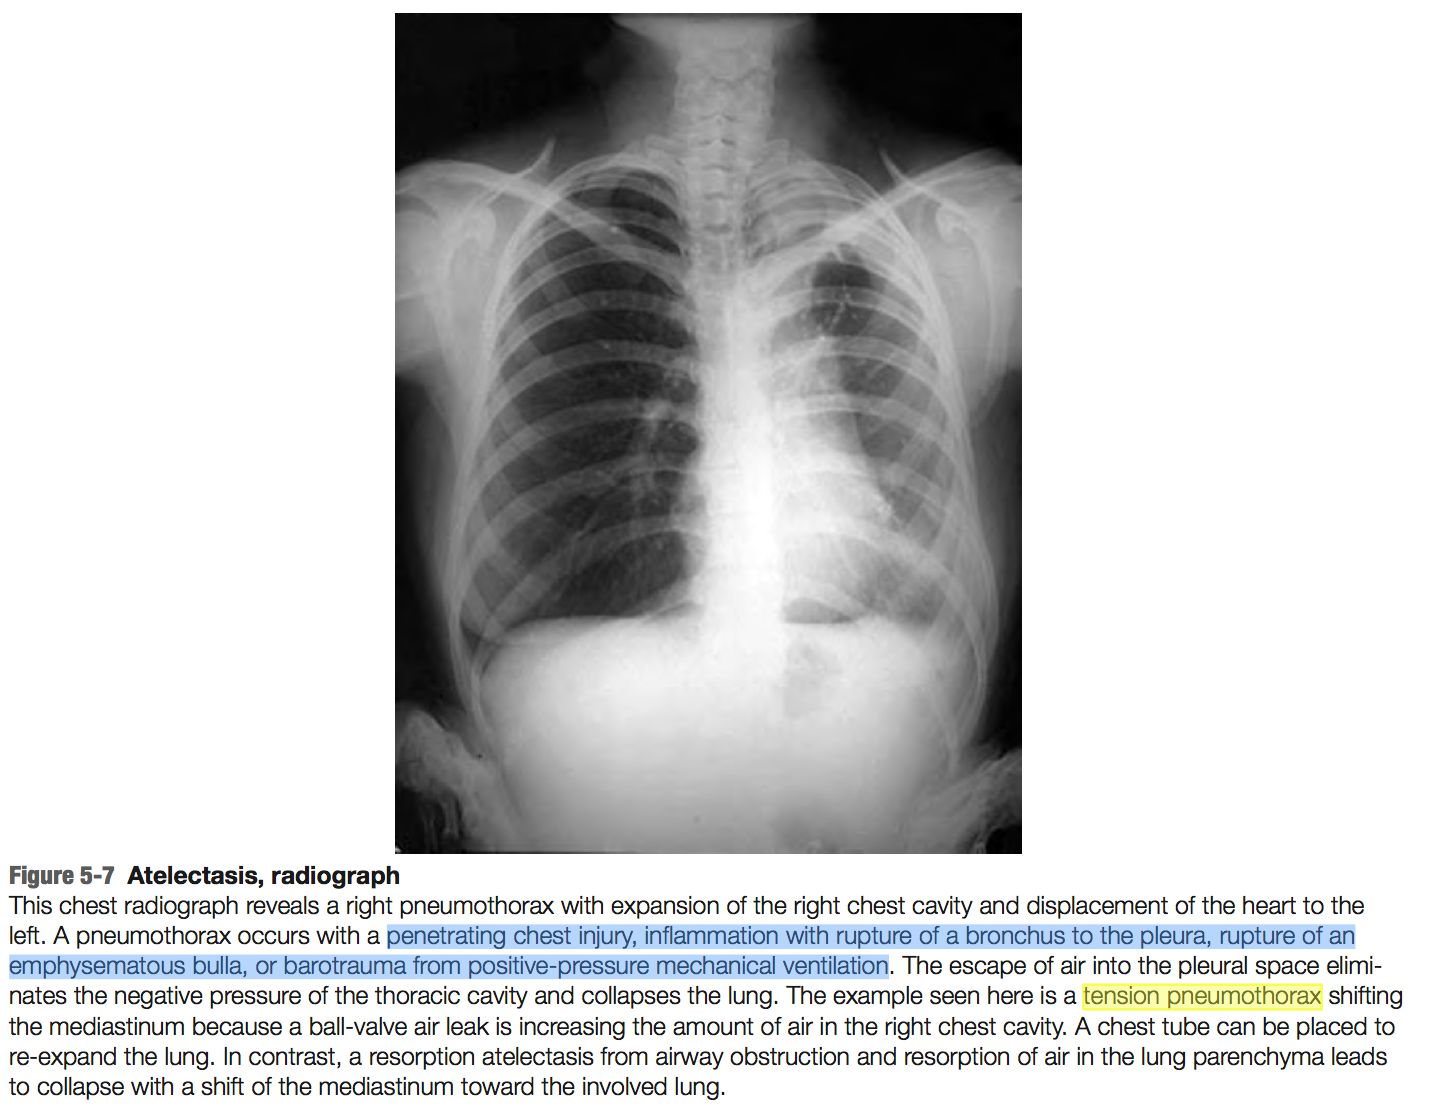 Figure 5-7 Atelectasis, radiograph
This chest radiograph reveals a right pneumothorax with expansion of the right chest cavity and displacement of the heart to the
left. A pneumothorax occurs with a penetrating chest injury, inflammation with rupture of a bronchus to the pleura, rupture of an
emphysematous bulla, or barotrauma from positive-pressure mechanical ventilation. The escape of air into the pleural space elimi-
nates the negative pressure of the thoracic cavity and collapses the lung. The example seen here is a tension pneumothorax shifting
the mediastinum because a ball-valve air leak is increasing the amount of air in the right chest cavity. A chest tube can be placed to
re-expand the lung. In contrast, a resorption atelectasis from airway obstruction and resorption of air in the lung parenchyma leads
to collapse with a shift of the mediastinum toward the involved lung.